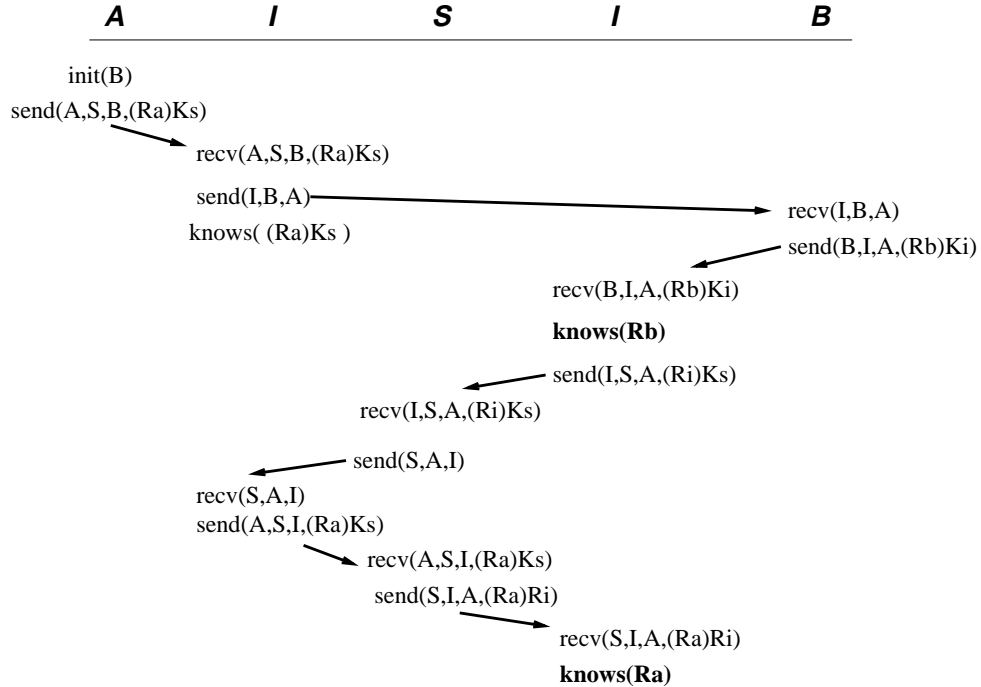 A I S I B
init(B)
send(A,S,B,(Ra)Ks)
recv(A,S,B,(Ra)Ks)
send(I,B,A)
recv(I,B,A)
knows( (Ra)Ks )
send(B,I,A,(Rb)Ki)
recv(B,I,A,(Rb)Ki)
knows(Rb)
send(I,S,A,(Ri)Ks)
recv(I,S,A,(Ri)Ks)
send(S,A,I)
recv(S,A,I)
send(A,S,I,(Ra)Ks)
recv(A,S,I,(Ra)Ks)
send(S,I,A,(Ra)Ri)
recv(S,I,A,(Ra)Ri)
knows(Ra)